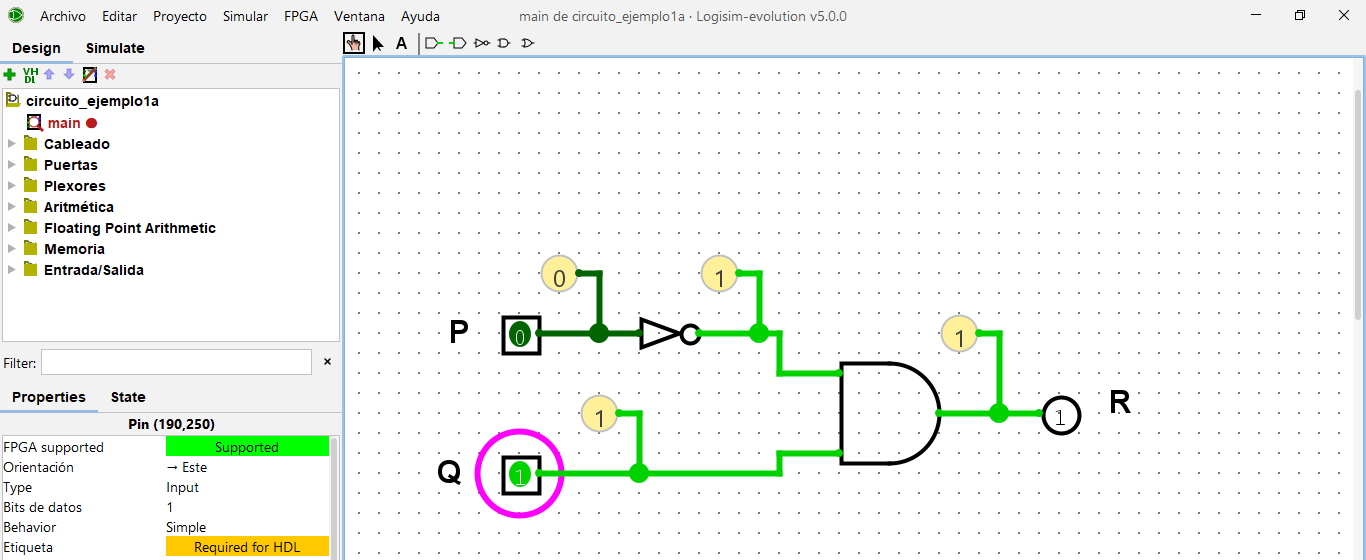 Archivo Editar Proyecto Simular FPGA Ventana Ayuda main de circuito_ejemplo1a · Logisim-evolution v5.0.0
Design Simulate
A
VH
DL
circuito_ejemplo1a
main
Cableado
Puertas
Plexores
Aritmética
Floating Point Arithmetic
Memoria
Entrada/Salida
Filter:
Properties State
Pin (190,250)
FPGA supported Supported
Orientación → Este
Type Input
Bits de datos 1
Behavior Simple
Etiqueta Required for HDL
0 1
P 0 1
1 1 R
Q 1